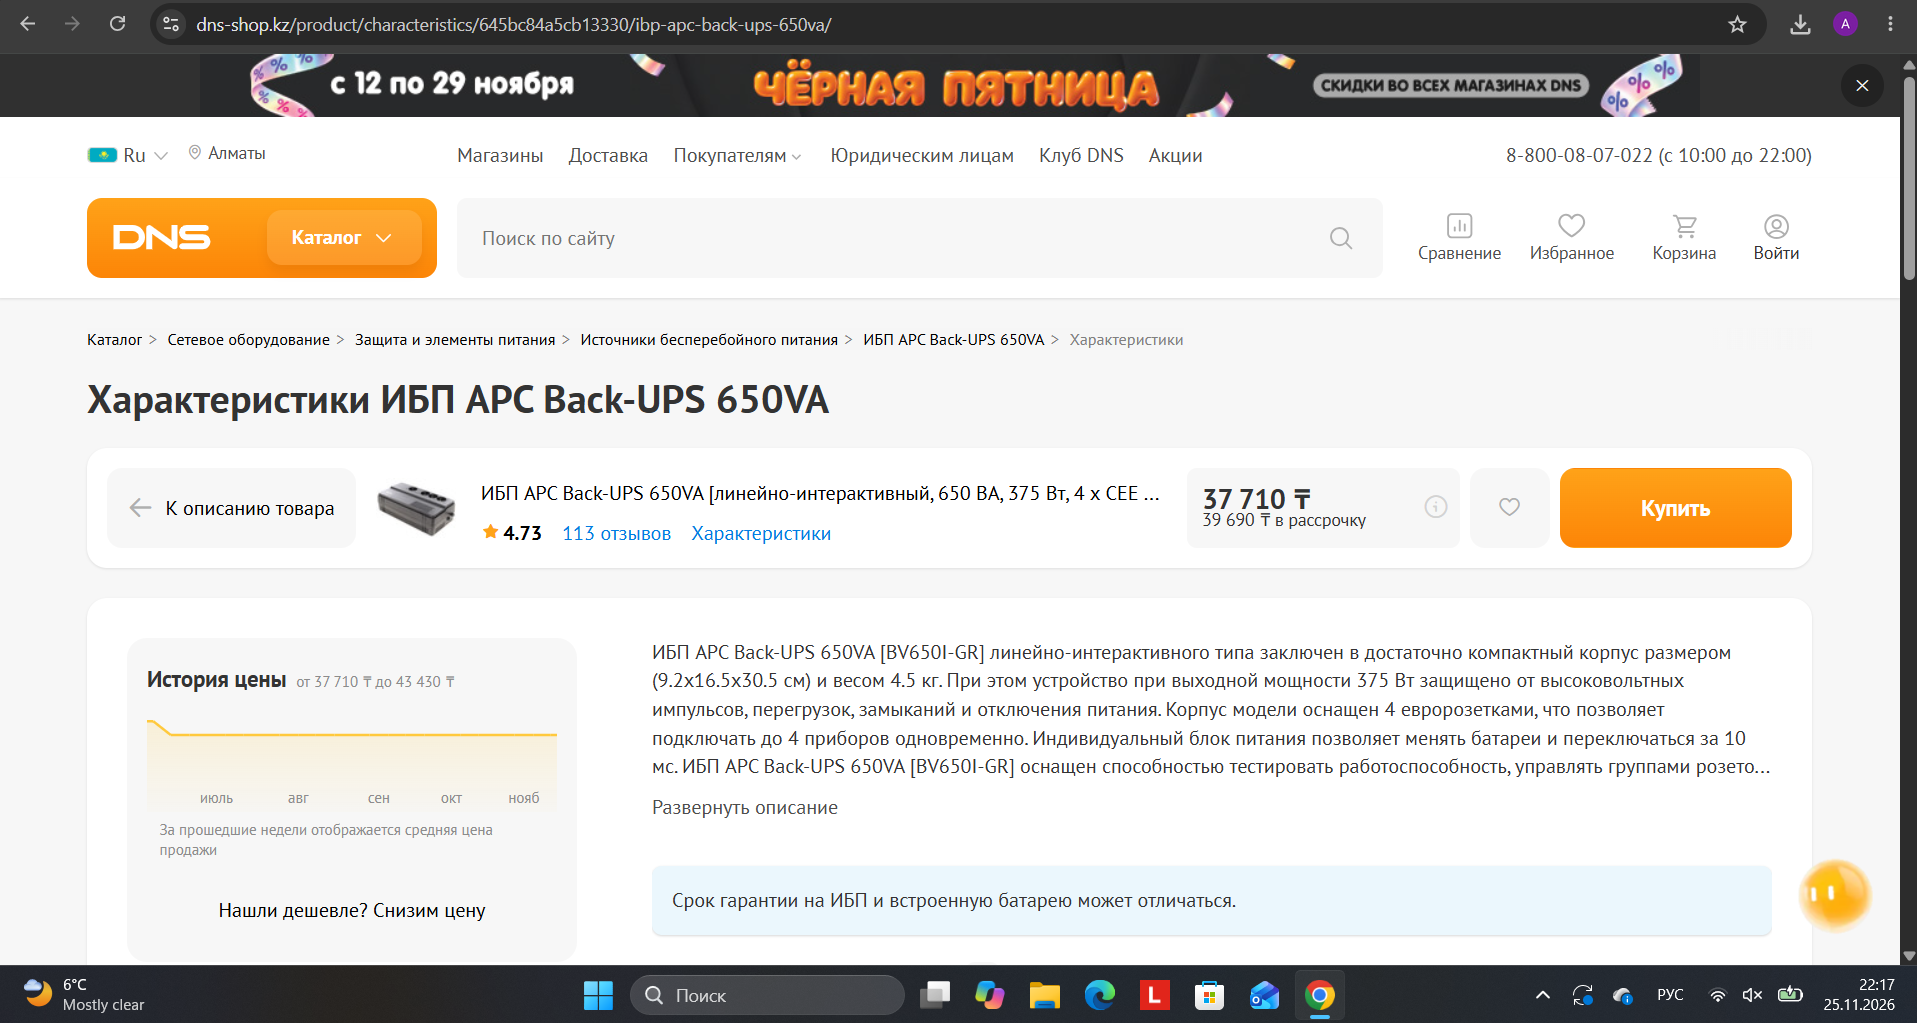 dns-shop.kz/product/characteristics/645bc84a5cb13330/ibp-apc-back-ups-650va/
A
с 12 по 29 ноября
ЧЁРНАЯ ПЯТНИЦА
СКИДКИ ВО ВСЕХ МАГАЗИНАХ DNS
Ru
Алматы
Магазины
Доставка
Покупателям
Юридическим лицам
Клуб DNS
Акции
8-800-08-07-022 (с 10:00 до 22:00)
DNS
Каталог
Поиск по сайту
Сравнение
Избранное
Корзина
Войти
Каталог > Сетевое оборудование > Защита и элементы питания > Источники бесперебойного питания > ИБП APC Back-UPS 650VA > Характеристики
Характеристики ИБП APC Back-UPS 650VA
К описанию товара
ИБП APC Back-UPS 650VA [линейно-интерактивный, 650 ВА, 375 Вт, 4 x CEE ...
4.73
113 отзывов
Характеристики
37 710 ₸
39 690 ₸ в рассрочку
Купить
История цены от 37 710 ₸ до 43 430 ₸
июль
авг
сен
окт
нояб
За прошедшие недели отображается средняя цена
продажи
Нашли дешевле? Снизим цену
ИБП APC Back-UPS 650VA [BV650I-GR] линейно-интерактивного типа заключен в достаточно компактный корпус размером
(9.2x16.5x30.5 см) и весом 4.5 кг. При этом устройство при выходной мощности 375 Вт защищено от высоковольтных
импульсов, перегрузок, замыканий и отключения питания. Корпус модели оснащен 4 евророзетками, что позволяет
подключать до 4 приборов одновременно. Индивидуальный блок питания позволяет менять батареи и переключаться за 10
мс. ИБП APC Back-UPS 650VA [BV650I-GR] оснащен способностью тестировать работоспособность, управлять группами розето...
Развернуть описание
Срок гарантии на ИБП и встроенную батарею может отличаться.
6°C
Mostly clear
Поиск
L
РУС
22:17
25.11.2026